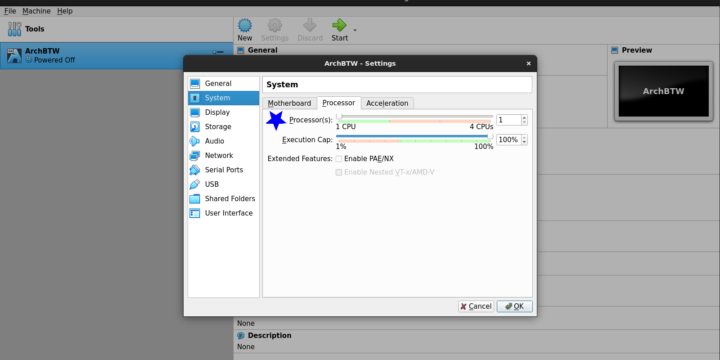 File Machine Help
Tools
New Settings Discard Start
ArchBTW
Powered Off
General
Preview
ArchBTW
ArchBTW - Settings
General
System
Display
Storage
Audio
Network
Serial Ports
USB
Shared Folders
User Interface
System
Motherboard Processor Acceleration
Processor(s): 1
1 CPU 4 CPUs
Execution Cap: 100%
1% 100%
Extended Features: Enable PAE/NX
Enable Nested VT-x/AMD-V
Cancel OK
None
Description
None